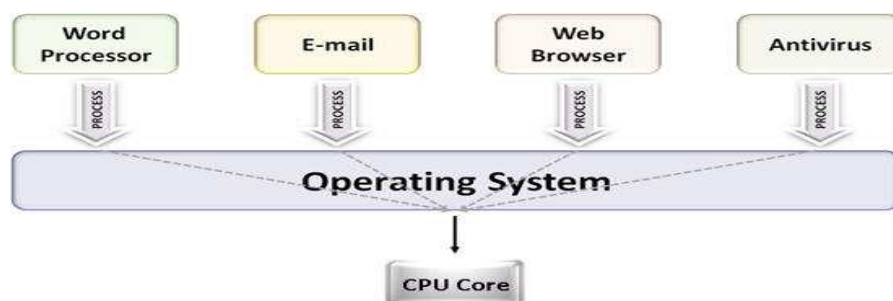 Word
Processor
E-mail
Web
Browser
Antivirus
PROCESS
PROCESS
PROCESS
PROCESS
Operating System
CPU Core